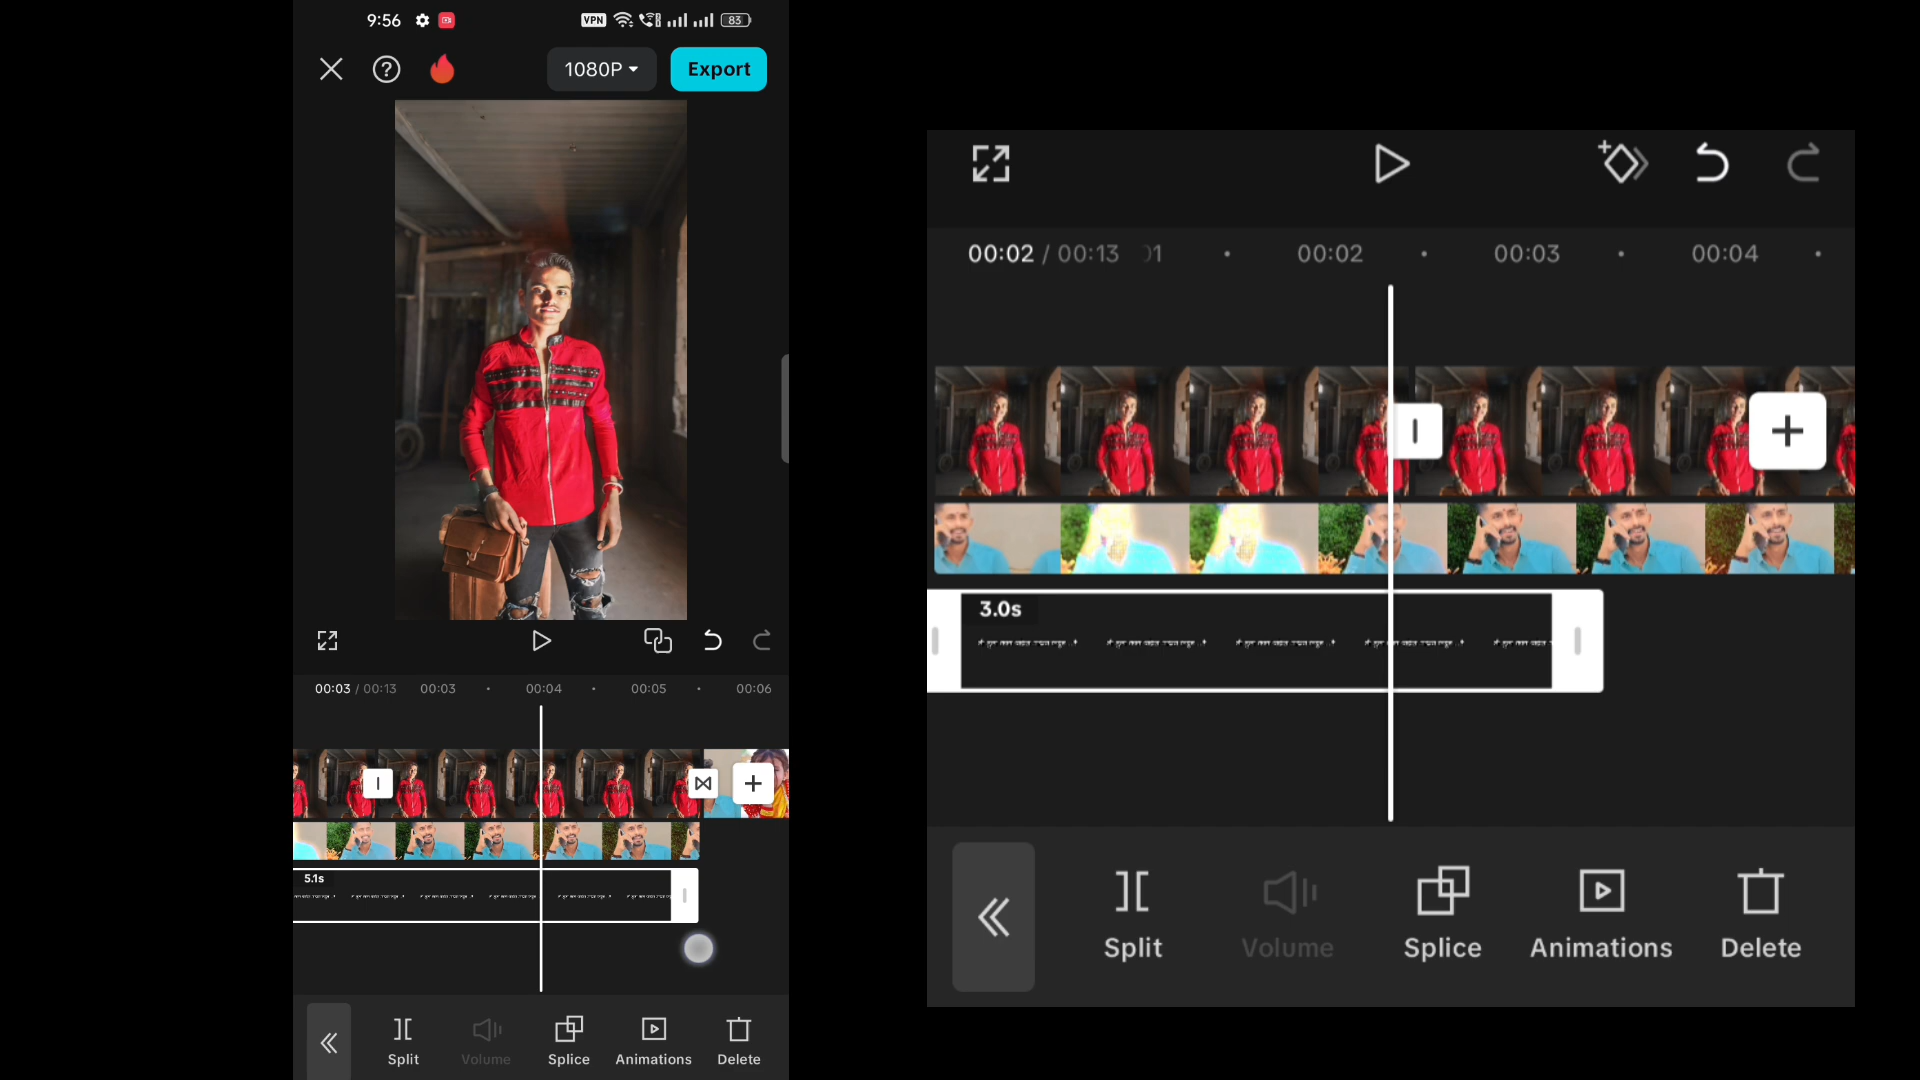 9:56
VPN
83
1080P
Export
00:03 / 00:13
00:03
00:04
00:05
00:06
5.1s
Split
Volume
Splice
Animations
Delete
00:02 / 00:13
00:02
00:03
00:04
3.0s
Split
Volume
Splice
Animations
Delete